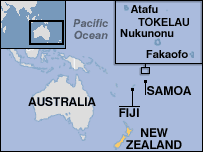 Pacific
Ocean
Atafu
TOKELAU
Nukunonu
Fakaofo
SAMOA
AUSTRALIA
FIJI
NEW
ZEALAND